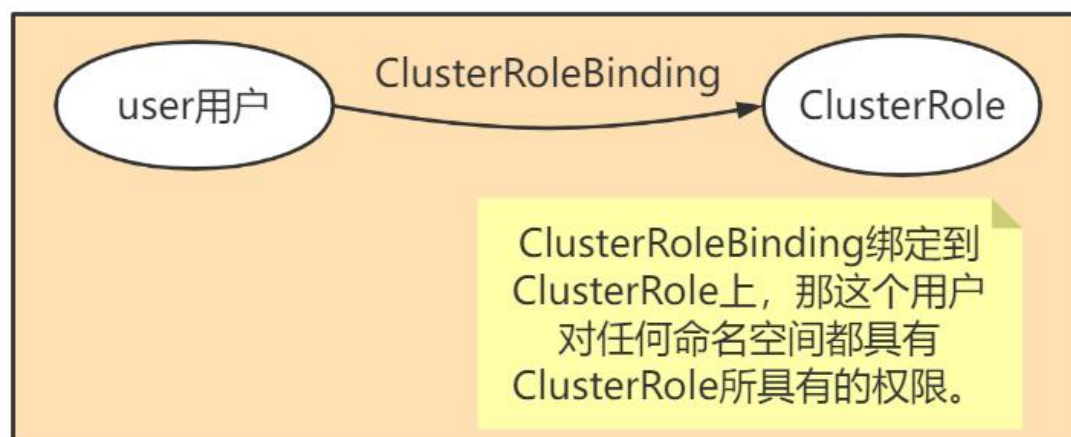 ClusterRoleBinding
user用户
ClusterRole
ClusterRoleBinding绑定到
ClusterRole上，那这个用户
对任何命名空间都具有
ClusterRole所具有的权限。